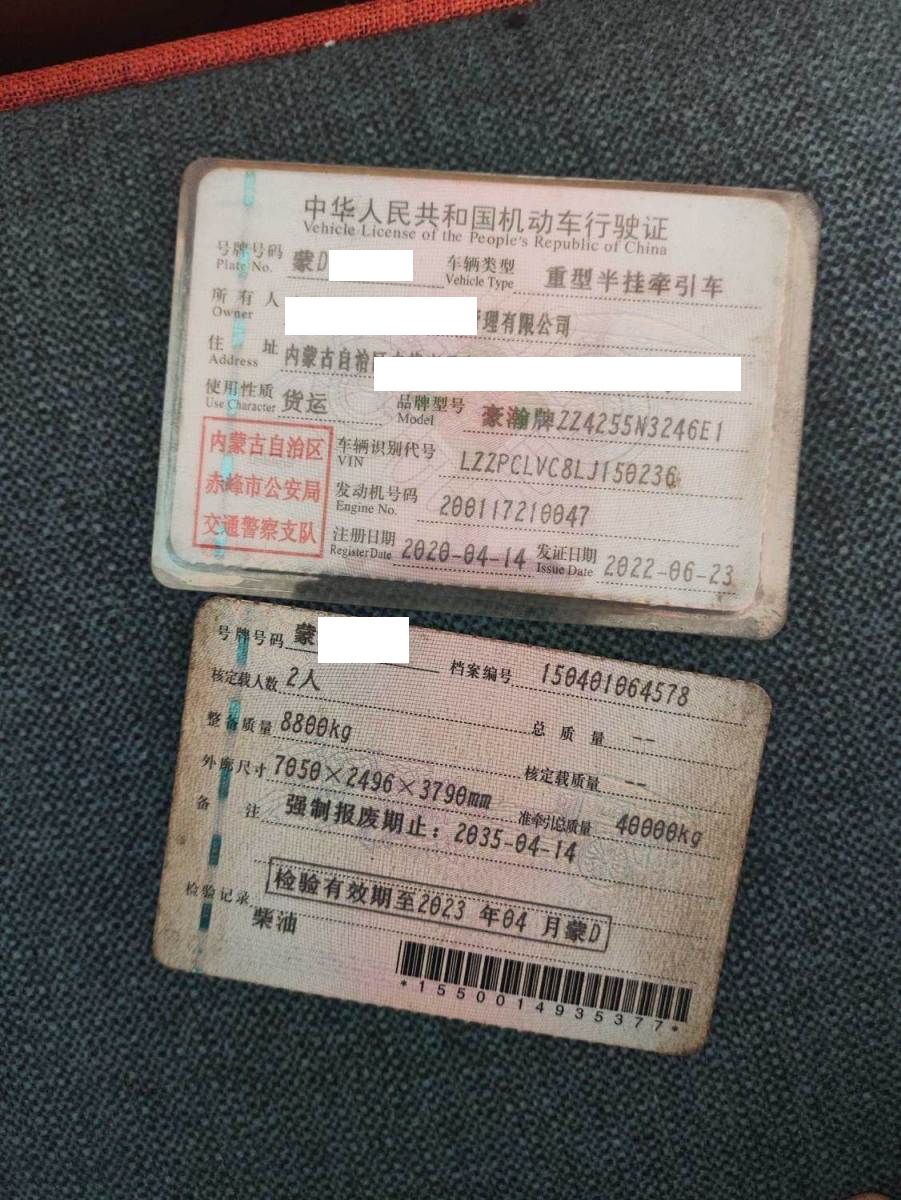 中华人民共和国机动车行驶证
Vehicle License of the People's Republic of China
号牌号码 Plate No. 蒙D 车辆类型 Vehicle Type 重型半挂牵引车
所有人 Owner 理有限公司
住址 Address 内蒙古自治区
使用性质 Use Character 货运 品牌型号 Model 豪瀚牌ZZ4255N3246E1
内蒙古自治区
赤峰市公安局
交通警察支队
车辆识别代号 VIN LZZPCLVC8LJ150236
发动机号码 Engine No. 200117210047
注册日期 Register Date 2020-04-14 发证日期 Issue Date 2022-06-23
号牌号码 蒙 档案编号 150401064578
核定载人数 2人 总质量 --
整备质量 8800kg 核定载质量 --
外廓尺寸 7050×2496×3790mm 准牵引总质量 40000kg
备注 强制报废期止：2035-04-14
检验记录 检验有效期至2023 年04 月蒙D
柴油
*1550014935377*